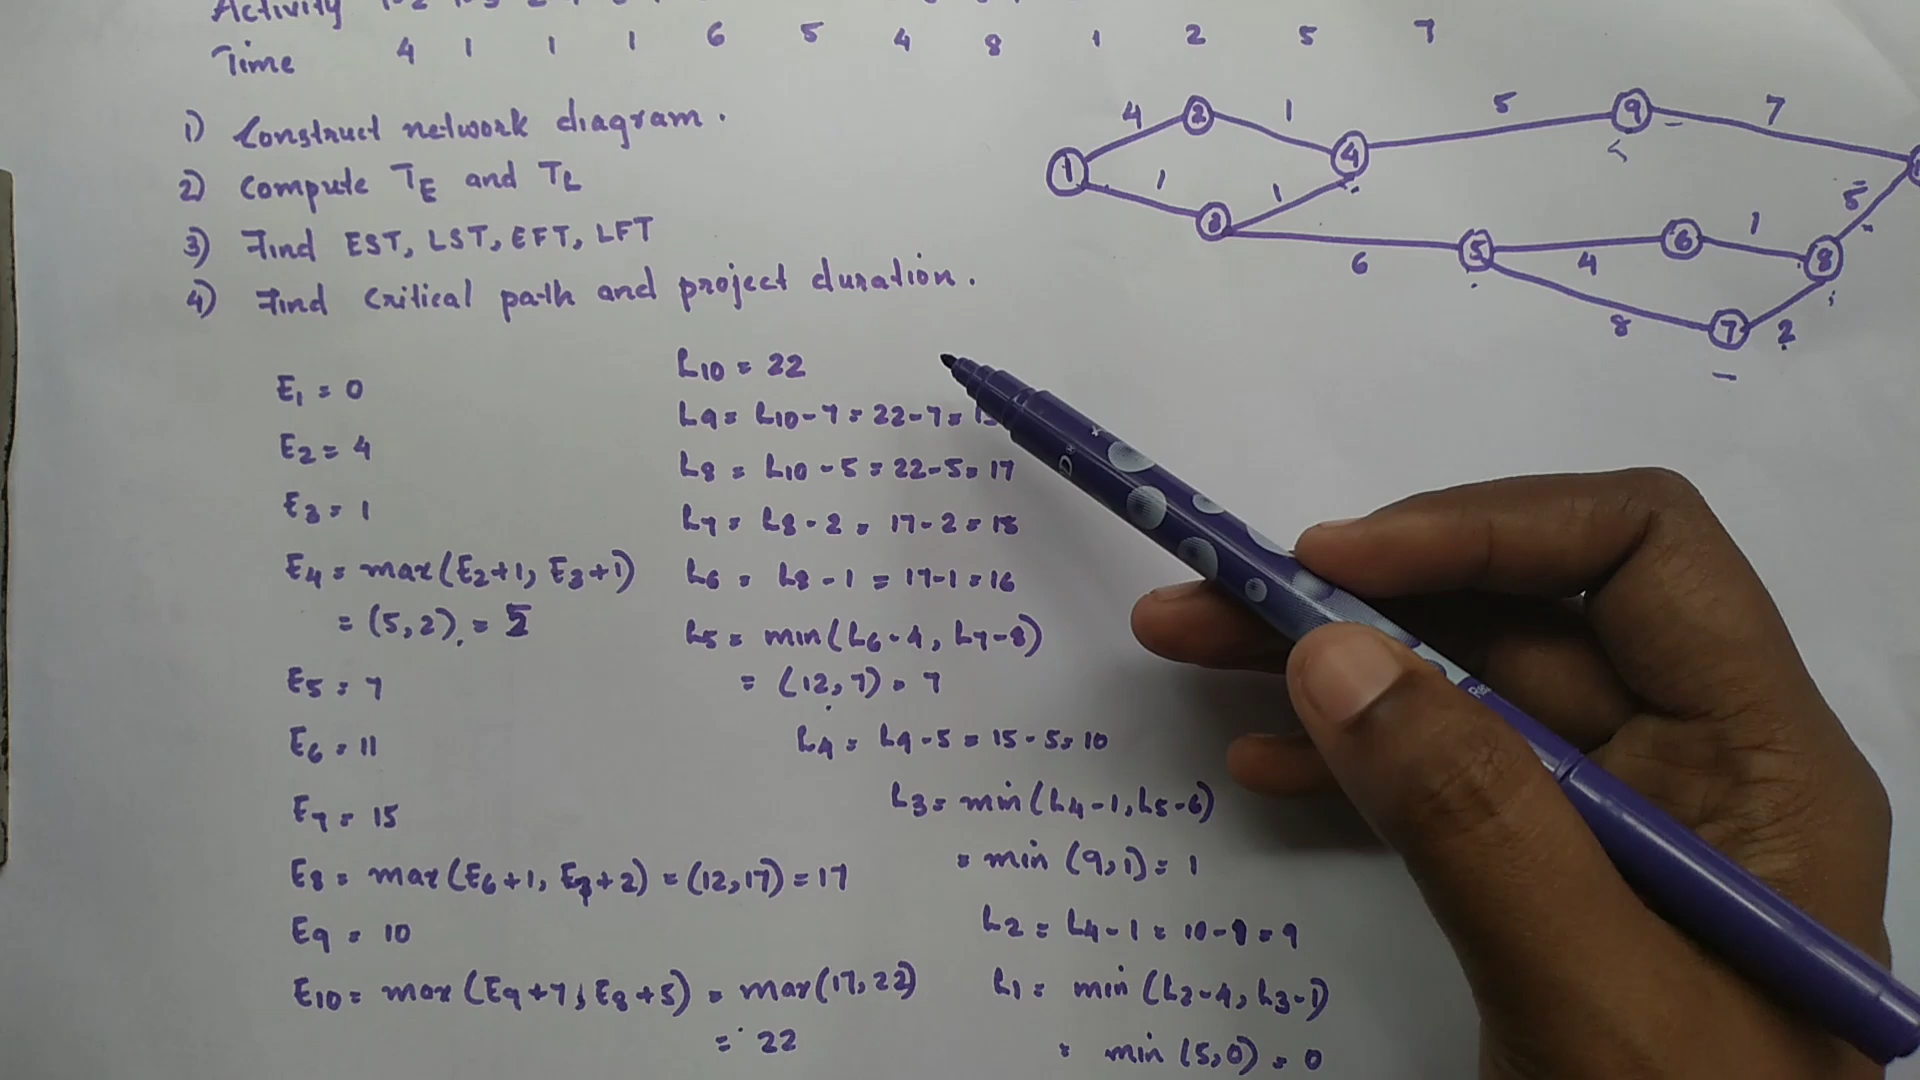 Activity
Time 4 1 1 1 6 5 4 8 1 2 5 7
1) Construct network diagram.
2) Compute TE and TL
3) Find EST, LST, EFT, LFT
4) Find Critical path and project duration.
E1 = 0
E2 = 4
E3 = 1
E4 = max(E2+1, E3+1)
= (5,2) = 5
E5 = 7
E6 = 11
E7 = 15
E8 = max(E6+1, E7+2) = (12,17) = 17
E9 = 10
E10 = max(E9+7, E8+5) = max(17,22)
= 22
L10 = 22
L9 = L10-7 = 22-7 =
L8 = L10-5 = 22-5 = 17
L7 = L8-2 = 17-2 = 15
L6 = L8-1 = 17-1 = 16
L5 = min(L6-4, L7-8)
= (12,7) = 7
L4 = L9-5 = 15-5 = 10
L3 = min(L4-1, L5-6)
= min (9,1) = 1
L2 = L4-1 = 10-1 = 9
L1 = min (L2-4, L3-1)
= min (5,0) = 0
4 2 1 5 9 7
1 1 1 4
3 6 5 4 6 1 8 5
8 7 2